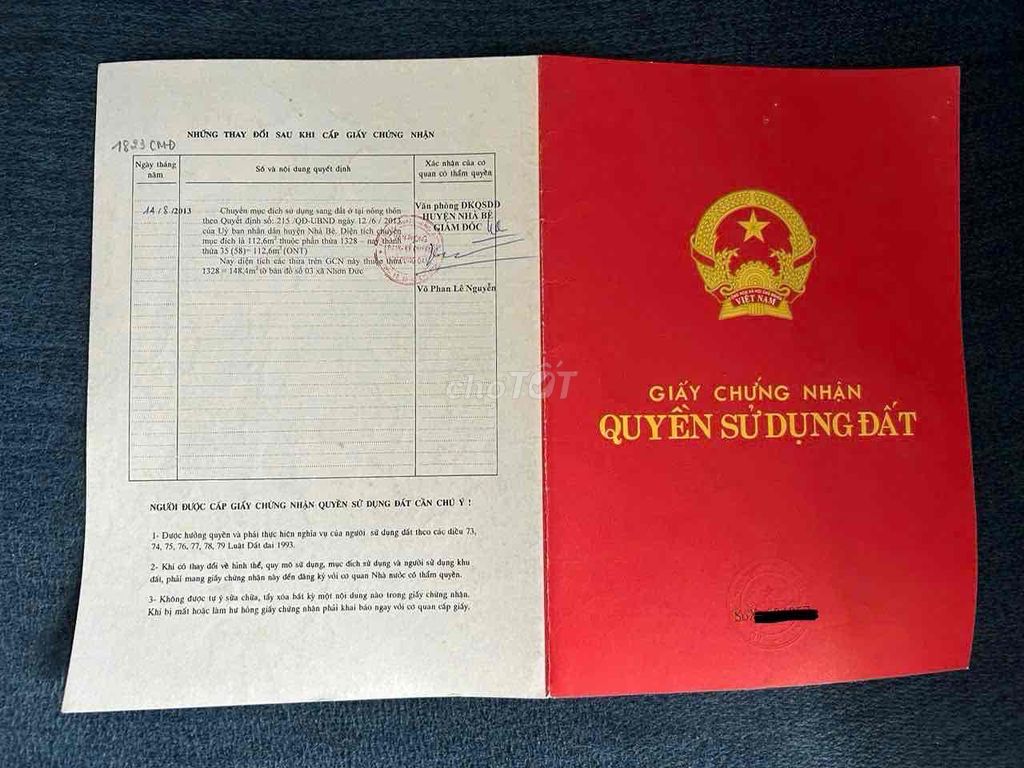 NHỮNG THAY ĐỔI SAU KHI CẤP GIẤY CHỨNG NHẬN
1823 CMĐ
Ngày tháng năm
Số và nội dung quyết định
Xác nhận của cơ quan có thẩm quyền
14/8/2013
Chuyển mục đích sử dụng sang đất ở tại nông thôn
theo Quyết định số: 215 /QĐ-UBND ngày 12 /6 / 2013
của Uỷ ban nhân dân huyện Nhà Bè. Diện tích chuyển
mục đích là 112,6m² thuộc phần thửa 1328 – nay thành
thửa 35 (58)= 112,6m² (ONT)
Nay diện tích các thửa trên GCN này thuộc thửa
1328 = 148,4m² tờ bản đồ số 03 xã Nhơn Đức
Văn phòng ĐKQSDĐ
HUYỆN NHÀ BÈ
GIÁM ĐỐC
Võ Phan Lê Nguyễn
NGƯỜI ĐƯỢC CẤP GIẤY CHỨNG NHẬN QUYỀN SỬ DỤNG ĐẤT CẦN CHÚ Ý !
1- Được hưởng quyền và phải thực hiện nghĩa vụ của người sử dụng đất theo các điều 73,
74, 75, 76, 77, 78, 79 Luật Đất đai 1993.
2- Khi có thay đổi về hình thể, quy mô sử dụng, mục đích sử dụng và người sử dụng khu
đất, phải mang giấy chứng nhận này đến đăng ký với cơ quan Nhà nước có thẩm quyền.
3- Không được tự ý sữa chữa, tẩy xóa bất kỳ một nội dung nào trong giấy chứng nhận.
Khi bị mất hoặc làm hư hỏng giấy chứng nhận phải khai báo ngay với cơ quan cấp giấy.
VIỆT NAM
GIẤY CHỨNG NHẬN
QUYỀN SỬ DỤNG ĐẤT
Số
choTỐT